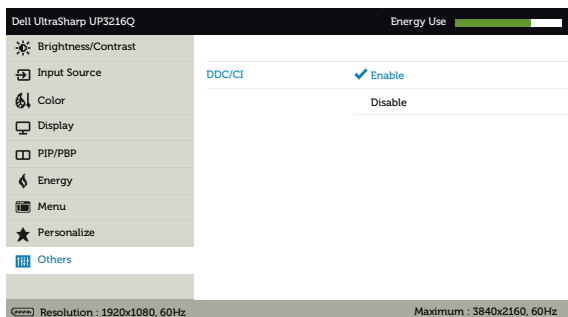 Dell UltraSharp UP3216Q Energy Use
Brightness/Contrast
Input Source DDC/CI Enable
Color Disable
Display
PIP/PBP
Energy
Menu
Personalize
Others
Resolution : 1920x1080, 60Hz Maximum : 3840x2160, 60Hz